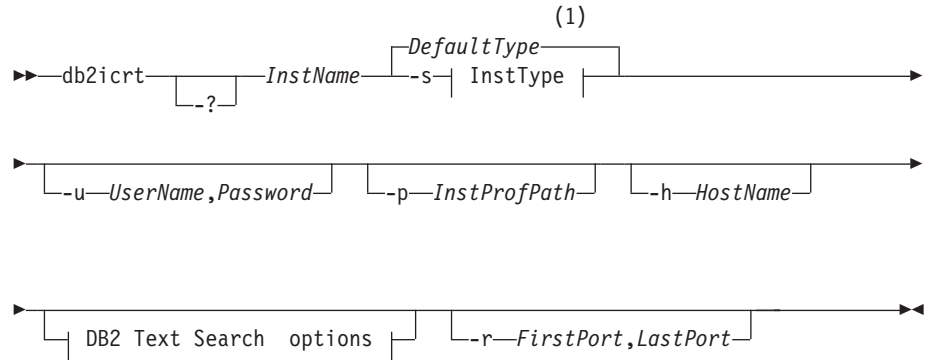 (1)
DefaultType
db2icrt InstName -s InstType
-?
-u UserName,Password -p InstProfPath -h HostName
DB2 Text Search options -r FirstPort,LastPort